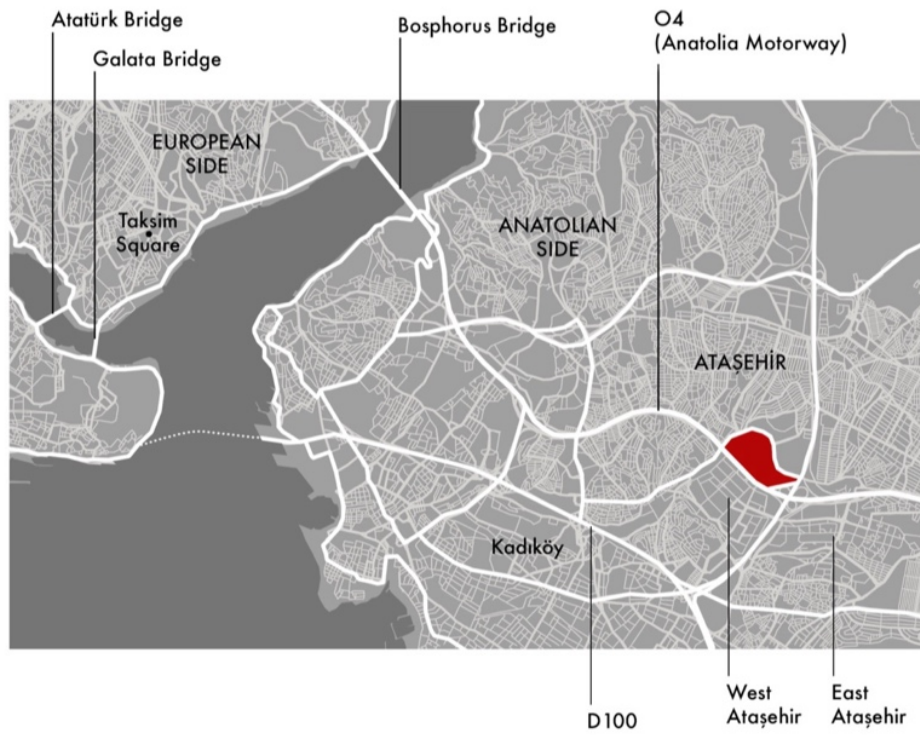 Atatürk Bridge
Galata Bridge
Bosphorus Bridge
O4
(Anatolia Motorway)
EUROPEAN
SIDE
Taksim
Square
ANATOLIAN
SIDE
ATAŞEHİR
Kadıköy
D100
West
Ataşehir
East
Ataşehir